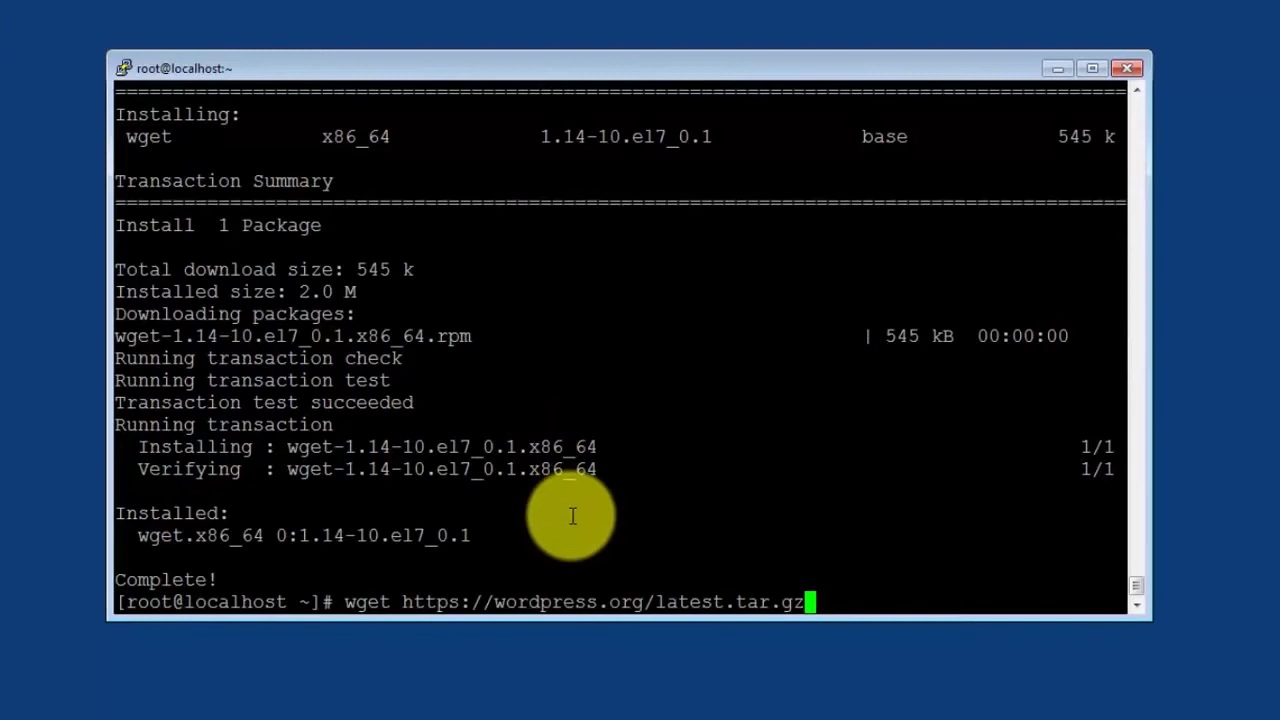 root@localhost:~
================================================================================
Installing:
 wget             x86_64             1.14-10.el7_0.1             base             545 k

Transaction Summary
================================================================================
Install  1 Package

Total download size: 545 k
Installed size: 2.0 M
Downloading packages:
wget-1.14-10.el7_0.1.x86_64.rpm                                   | 545 kB  00:00:00
Running transaction check
Running transaction test
Transaction test succeeded
Running transaction
  Installing : wget-1.14-10.el7_0.1.x86_64                                          1/1
  Verifying  : wget-1.14-10.el7_0.1.x86_64                                          1/1

Installed:
  wget.x86_64 0:1.14-10.el7_0.1

Complete!
[root@localhost ~]# wget https://wordpress.org/latest.tar.gz